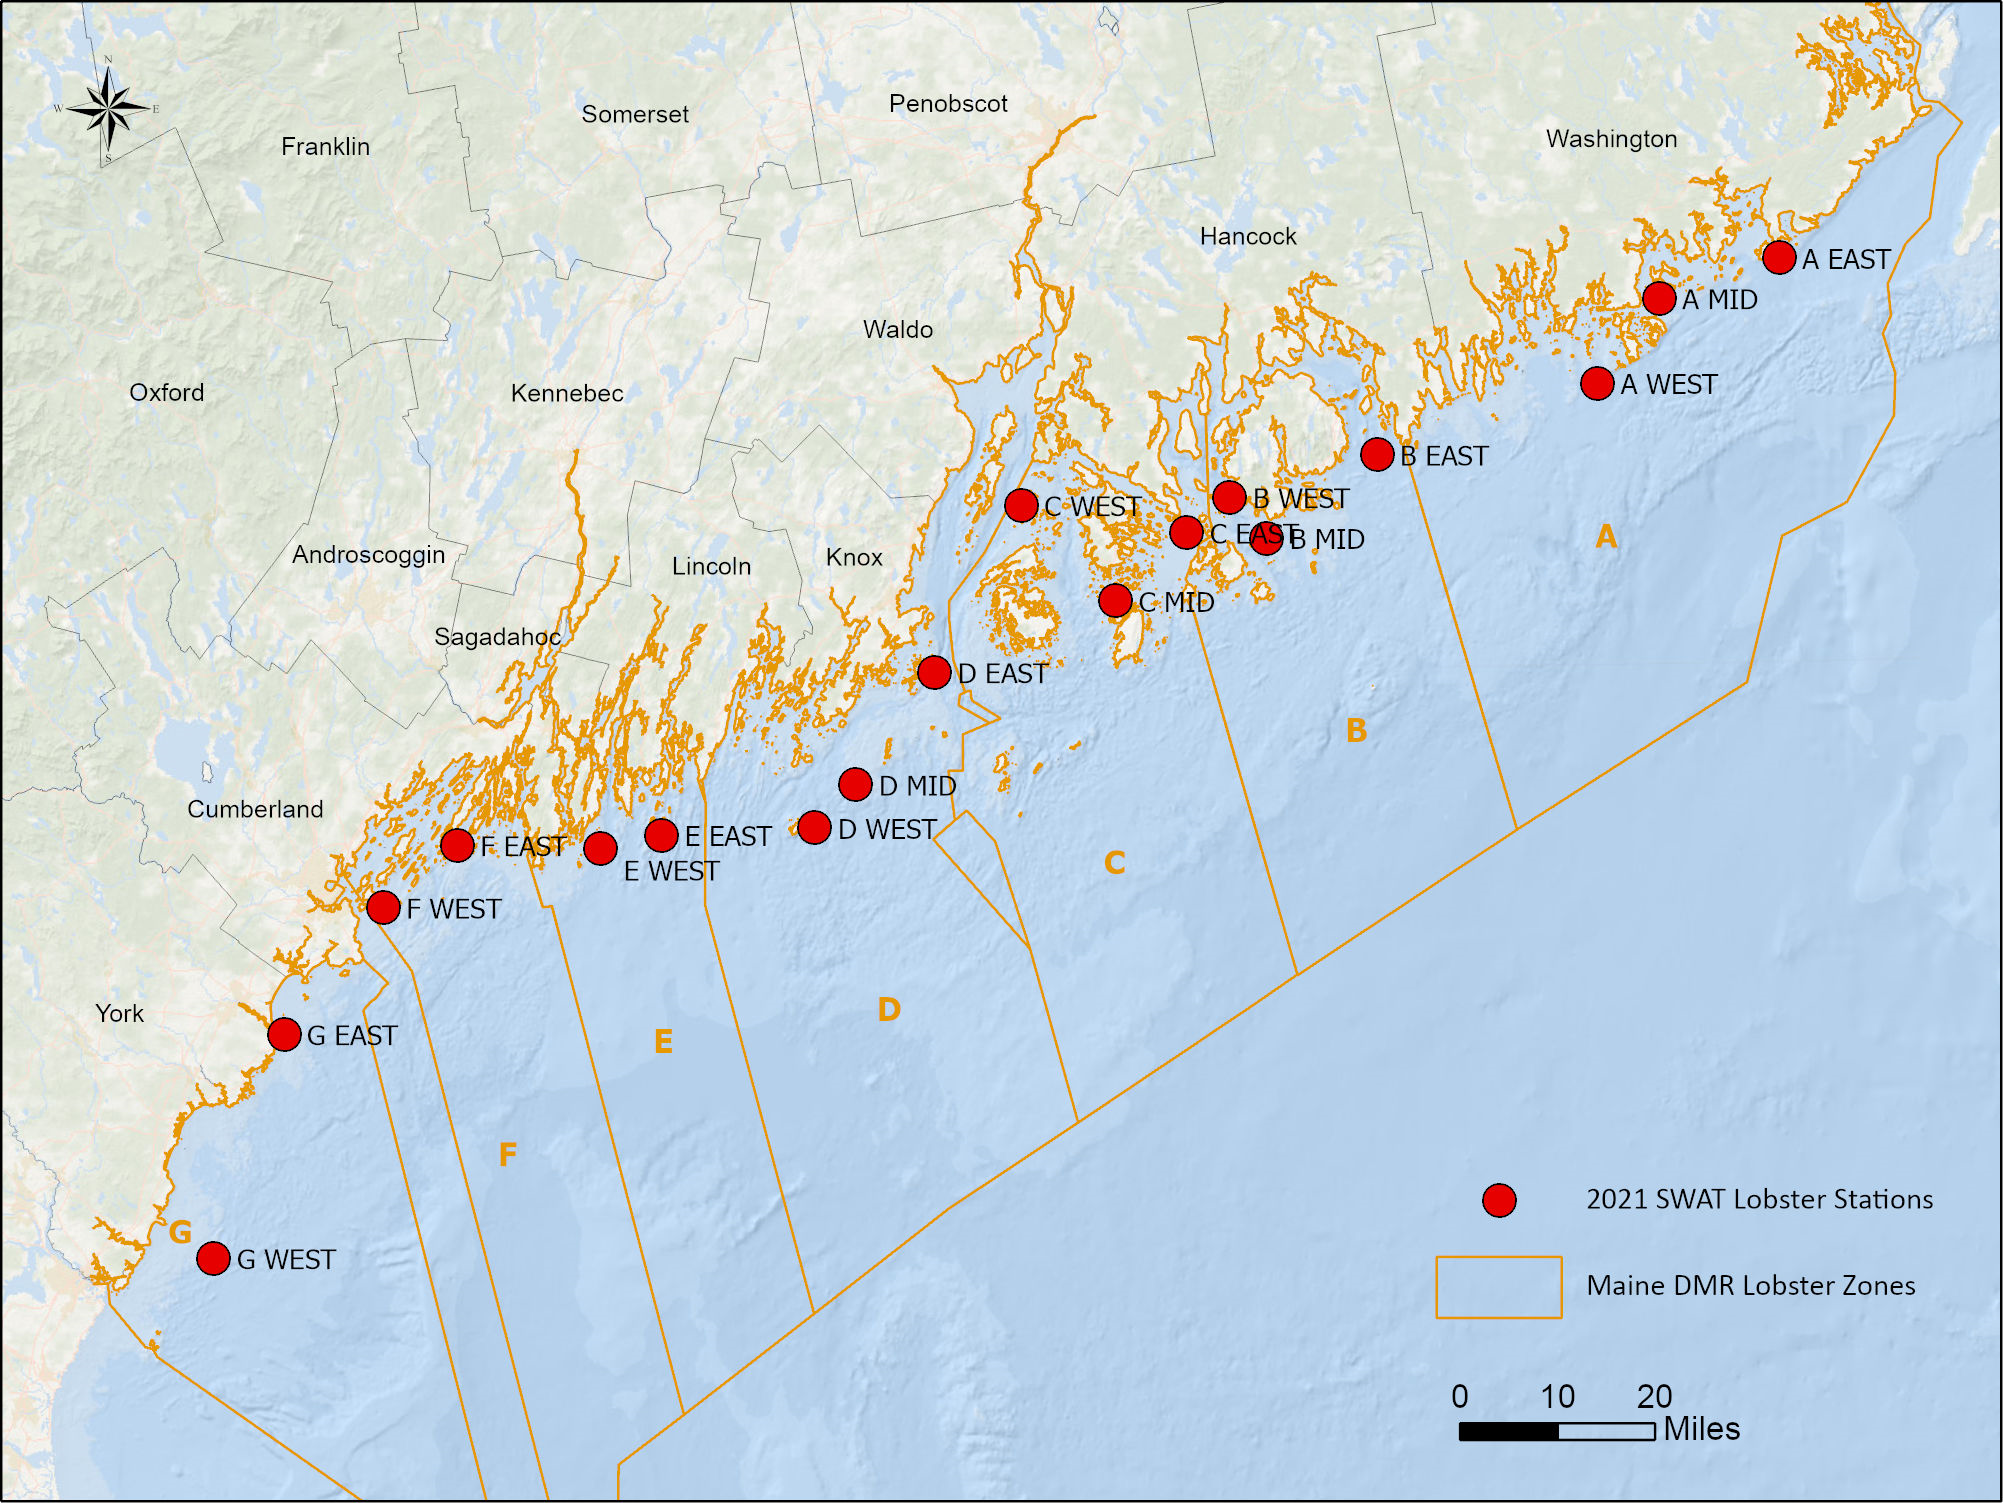 N
W E
S
Penobscot
Somerset
Washington
Franklin
Hancock
A EAST
A MID
Waldo
A WEST
Oxford
Kennebec
B EAST
B WEST
C WEST
C EAST
B MID
A
Androscoggin
Knox
Lincoln
C MID
Sagadahoc
D EAST
B
D MID
Cumberland
D WEST
E EAST
F EAST
E WEST
C
F WEST
D
York
G EAST
E
F
2021 SWAT Lobster Stations
G
G WEST
Maine DMR Lobster Zones
0 10 20
Miles